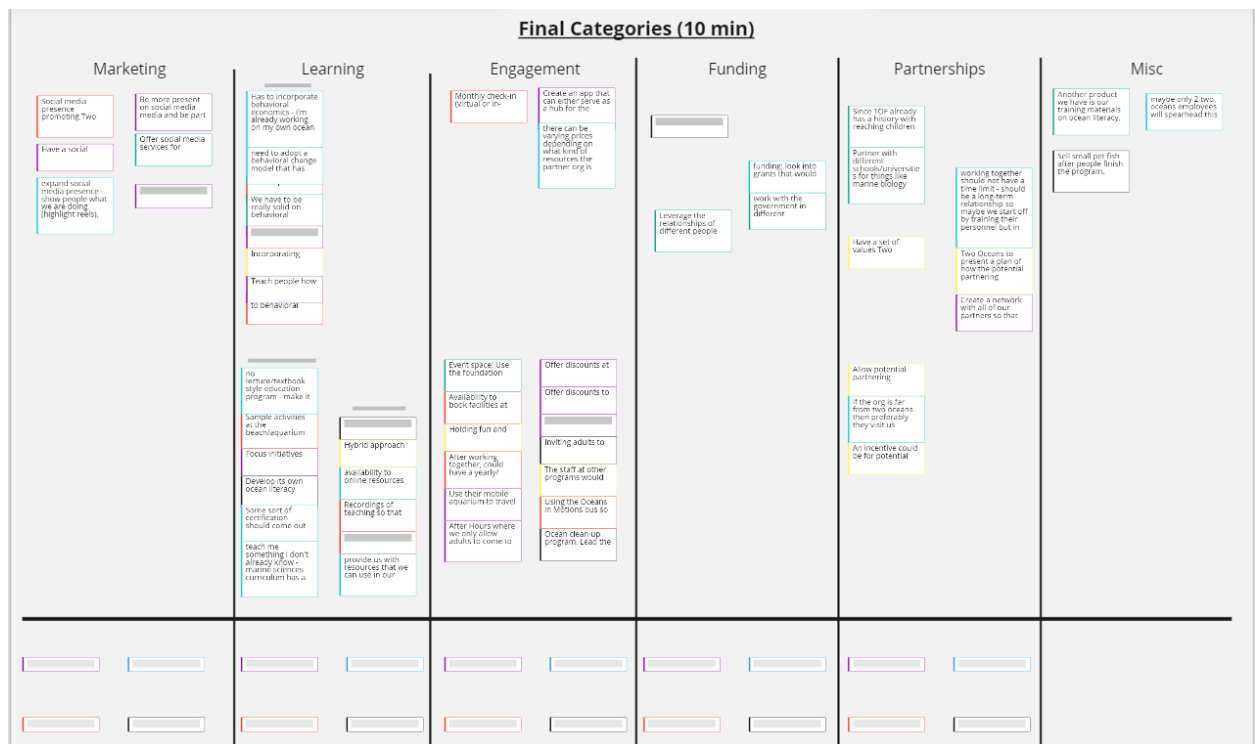 Final Categories (10 min)
Marketing
Learning
Engagement
Funding
Partnerships
Misc
Social media
presence
promoting Two
Have a social
expand social
media presence -
show people what
we are doing
(highlight reels),
Be more present
on social media
media and be part
Offer social media
services for
Has to incorporate
behavioral
economics - I'm
already working
on my own ocean
need to adopt a
behavioral change
model that has
We have to be
really solid on
behavioral
Incorporating
Teach people how
to behavioral
no
lecture/textbook
style education
program - make it
Sample activities
at the
beach/aquarium
Focus initiatives
Develop its own
ocean literacy
Some sort of
certification
should come out
teach me
something i don't
already know -
marine sciences
curriculum has a
Hybrid approach
availability to
online resources
Recordings of
teaching so that
provide us with
resources that we
can use in our
Monthly check-in
(virtual or in-
Create an app that
can either serve as
a hub for the
there can be
varying prices
depending on
what kind of
resources the
partner org is
Event space! Use
the foundation
Availability to
book facilities at
Holding fun and
After working
together, could
have a yearly/
Use their mobile
aquarium to travel
After Hours where
we only allow
adults to come to
Offer discounts at
Offer discounts to
Inviting adults to
The staff at other
programs would
Using the Oceans
in Motions bus so
Ocean clean-up
program. Lead the
Leverage the
relationships of
different people
funding: look into
grants that would
work with the
government in
different
Since TOF already
has a history with
reaching children
Partner with
different
schools/universitie
s for things like
marine biology
Have a set of
values Two
working together
should not have a
time limit - should
be a long-term
relationship so
maybe we start off
by training their
personnel but in
Two Oceans to
present a plan of
how the potential
partnering
Create a network
with all of our
partners so that
Allow potential
partnering
if the org is far
from two oceans
then preferably
they visit us
An incentive could
be for potential
Another product
we have is our
training materials
on ocean literacy.
Sell small pet fish
after people finish
the program,
maybe only 2 two
oceans employees
will spearhead this